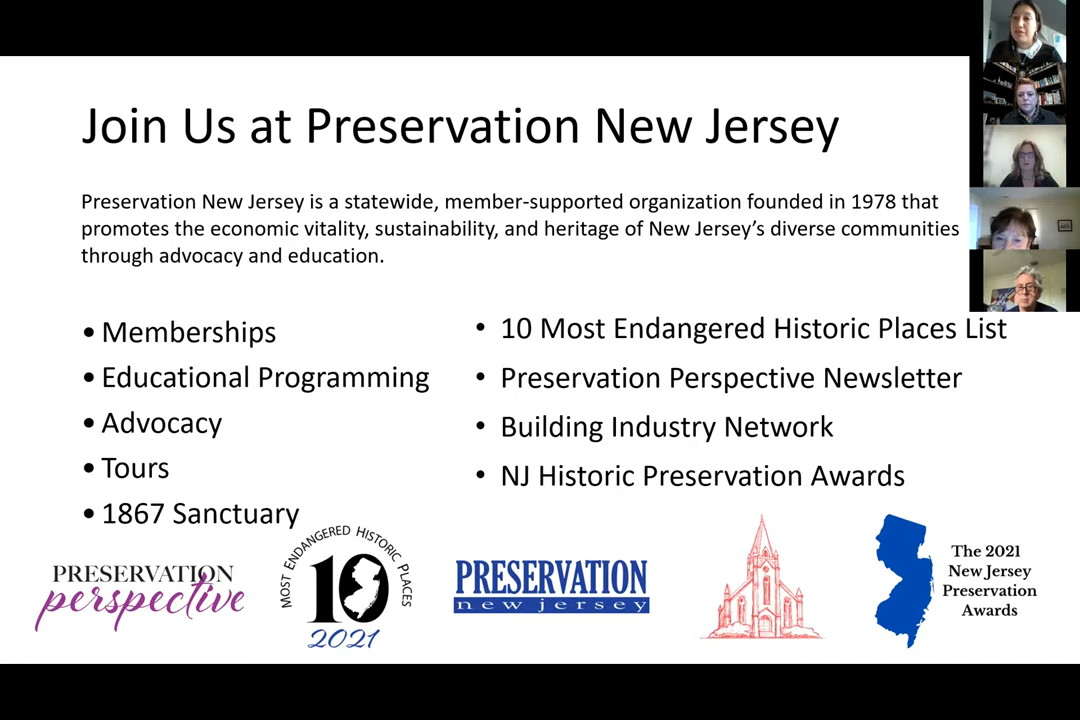 Join Us at Preservation New Jersey
Preservation New Jersey is a statewide, member-supported organization founded in 1978 that
promotes the economic vitality, sustainability, and heritage of New Jersey’s diverse communities
through advocacy and education.
• Memberships
• Educational Programming
• Advocacy
• Tours
• 1867 Sanctuary
• 10 Most Endangered Historic Places List
• Preservation Perspective Newsletter
• Building Industry Network
• NJ Historic Preservation Awards
PRESERVATION
perspective
MOST ENDANGERED HISTORIC PLACES
10
2021
PRESERVATION
new jersey
The 2021
New Jersey
Preservation
Awards